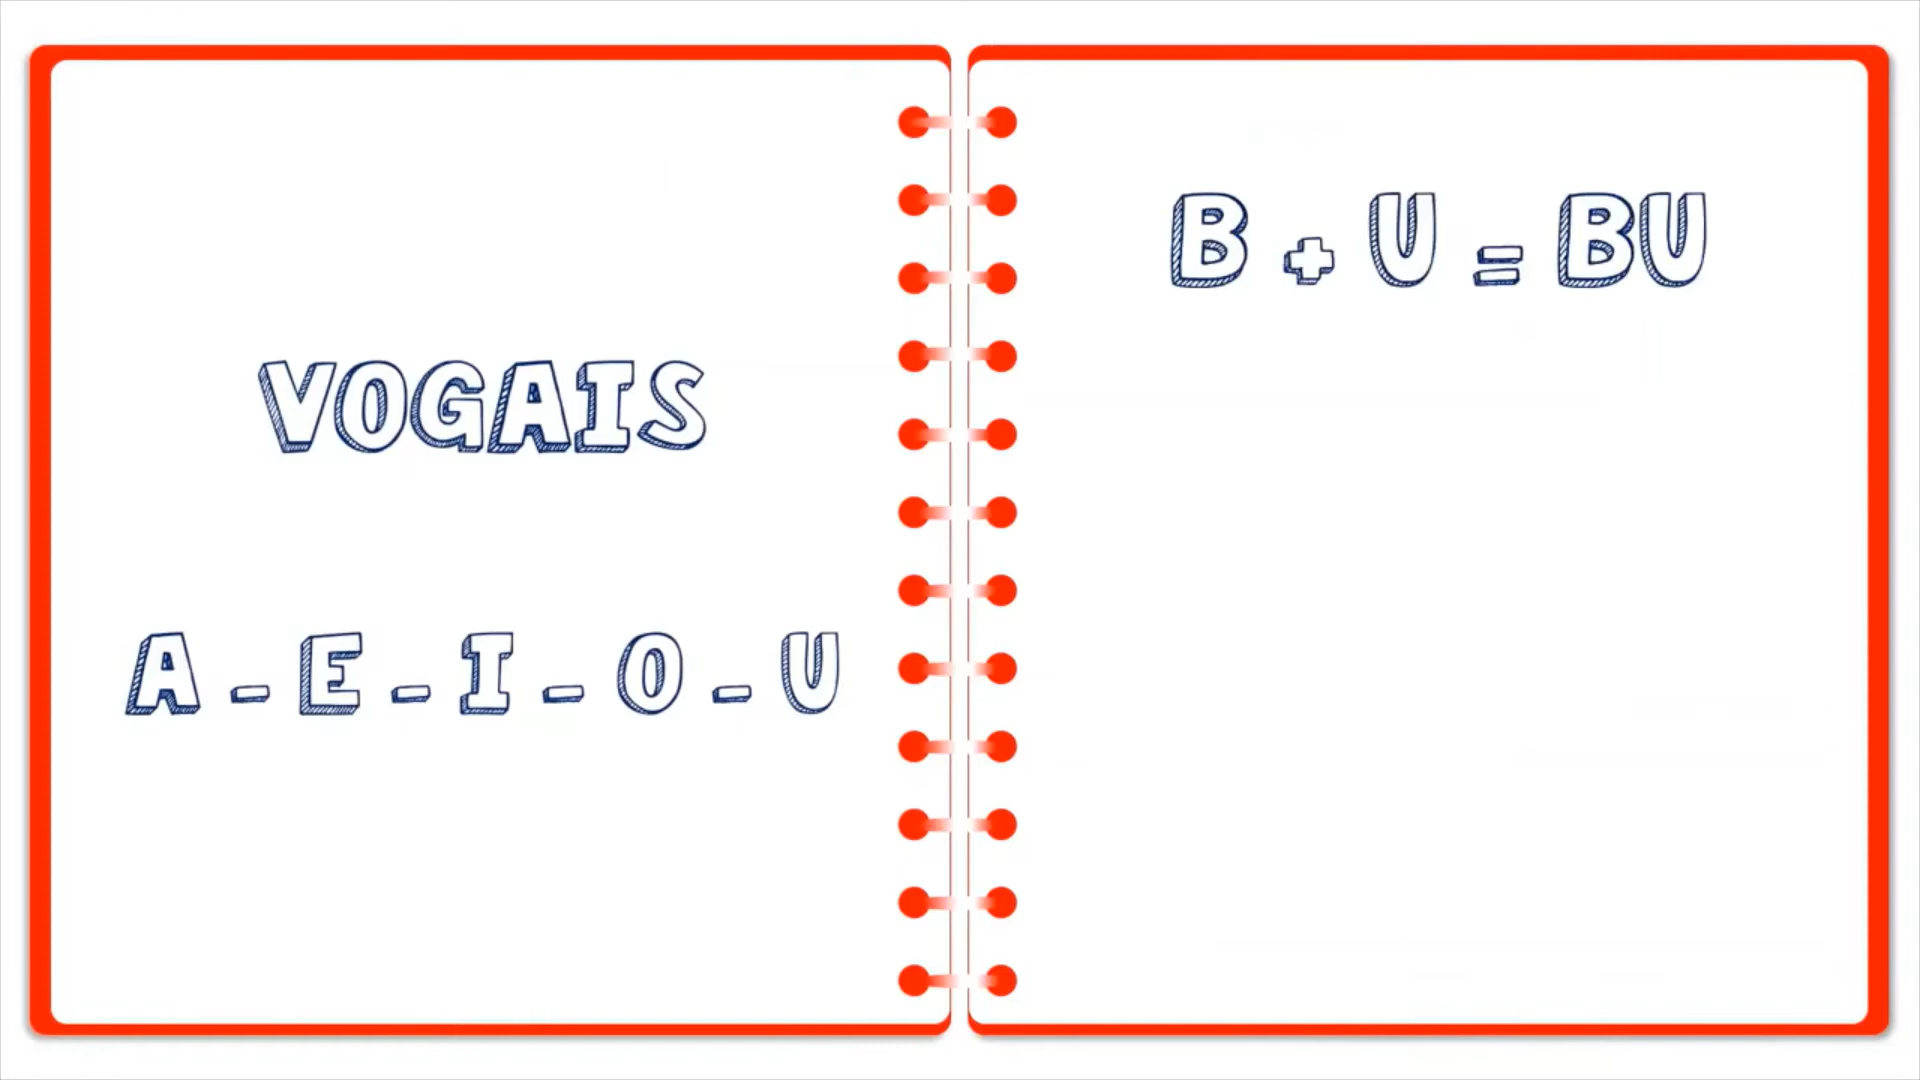 VOGAIS
A - E - I - O - U
B + U = BU